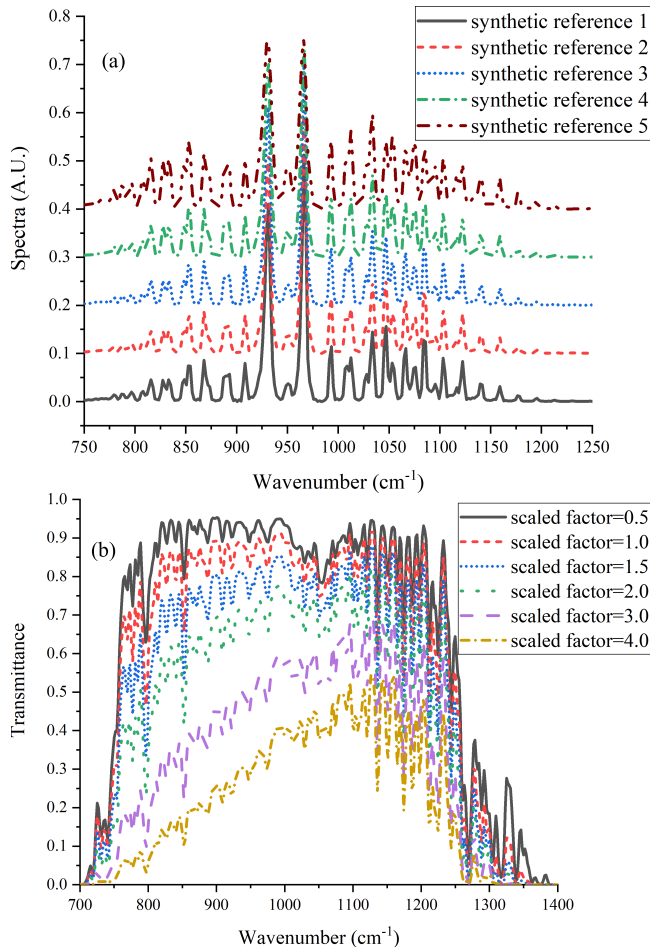 0.8
0.7
0.6
0.5
0.4
0.3
0.2
0.1
0.0
Spectra (A.U.)
(a)
synthetic reference 1
synthetic reference 2
synthetic reference 3
synthetic reference 4
synthetic reference 5
750 800 850 900 950 1000 1050 1100 1150 1200 1250
Wavenumber (cm⁻¹)
1.0
0.9
0.8
0.7
0.6
0.5
0.4
0.3
0.2
0.1
0.0
Transmittance
(b)
scaled factor=0.5
scaled factor=1.0
scaled factor=1.5
scaled factor=2.0
scaled factor=3.0
scaled factor=4.0
700 800 900 1000 1100 1200 1300 1400
Wavenumber (cm⁻¹)